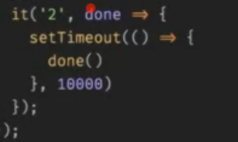 it('2', done => {
setTimeout(() => {
done()
}, 10000)
});
);